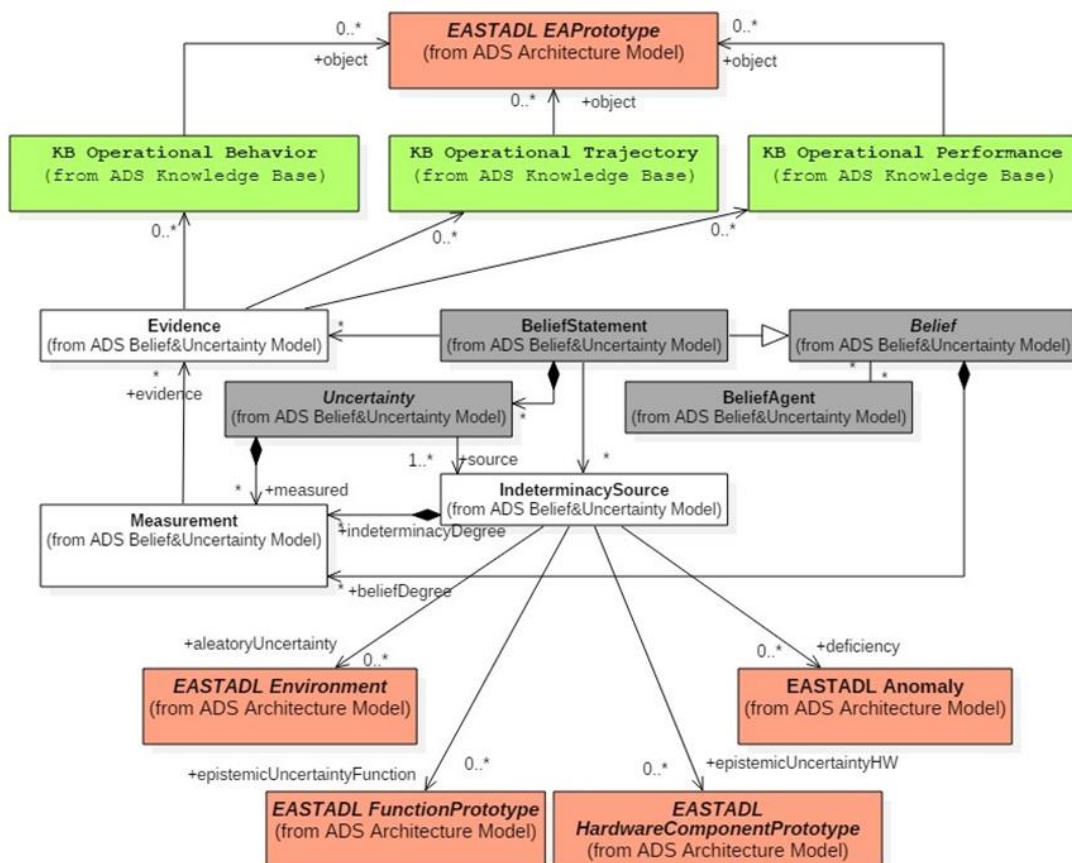 EASTADL EAPrototype
(from ADS Architecture Model)
0..*
+object
0..*
+object
0..*
+object
KB Operational Behavior
(from ADS Knowledge Base)
KB Operational Trajectory
(from ADS Knowledge Base)
KB Operational Performance
(from ADS Knowledge Base)
0..*
0..*
0..*
Evidence
(from ADS Belief&Uncertainty Model)
*
BeliefStatement
(from ADS Belief&Uncertainty Model)
Belief
(from ADS Belief&Uncertainty Model)
*
+evidence
*
*
Uncertainty
(from ADS Belief&Uncertainty Model)
*
BeliefAgent
(from ADS Belief&Uncertainty Model)
1..*
+source
*
*
+measured
IndeterminacySource
(from ADS Belief&Uncertainty Model)
Measurement
(from ADS Belief&Uncertainty Model)
*
+indeterminacyDegree
*
+beliefDegree
+aleatoryUncertainty
0..*
0..*
+deficiency
EASTADL Environment
(from ADS Architecture Model)
EASTADL Anomaly
(from ADS Architecture Model)
+epistemicUncertaintyFunction
0..*
0..*
+epistemicUncertaintyHW
EASTADL FunctionPrototype
(from ADS Architecture Model)
EASTADL
HardwareComponentPrototype
(from ADS Architecture Model)